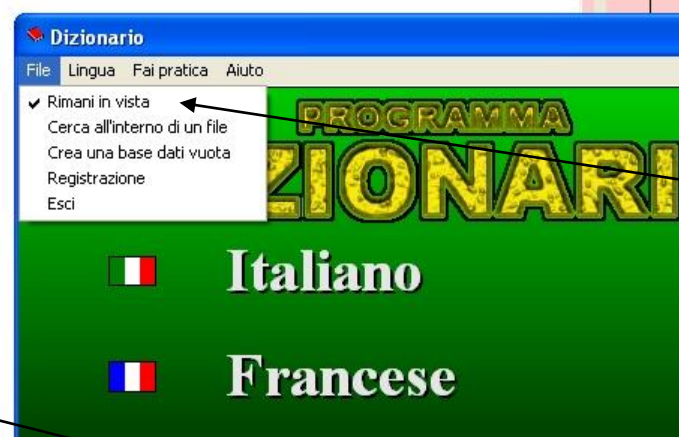 Dizionario
File Lingua Fai pratica Aiuto
Rimani in vista
Cerca all'interno di un file
Crea una base dati vuota
Registrazione
Esci
PROGRAMMA
ZIONARI
Italiano
Francese